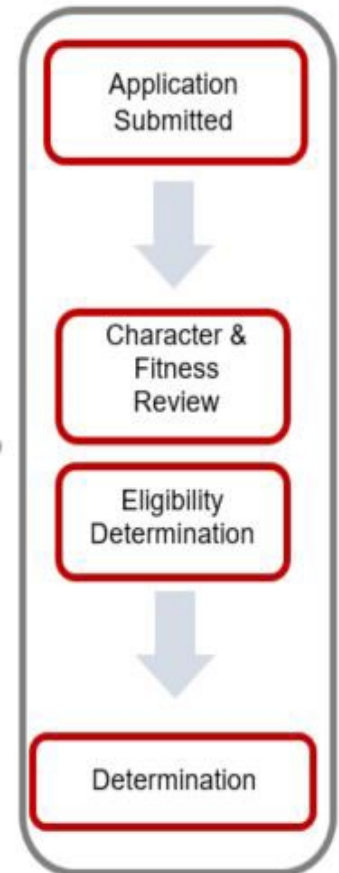 Application
Submitted
Character &
Fitness
Review
Eligibility
Determination
Determination